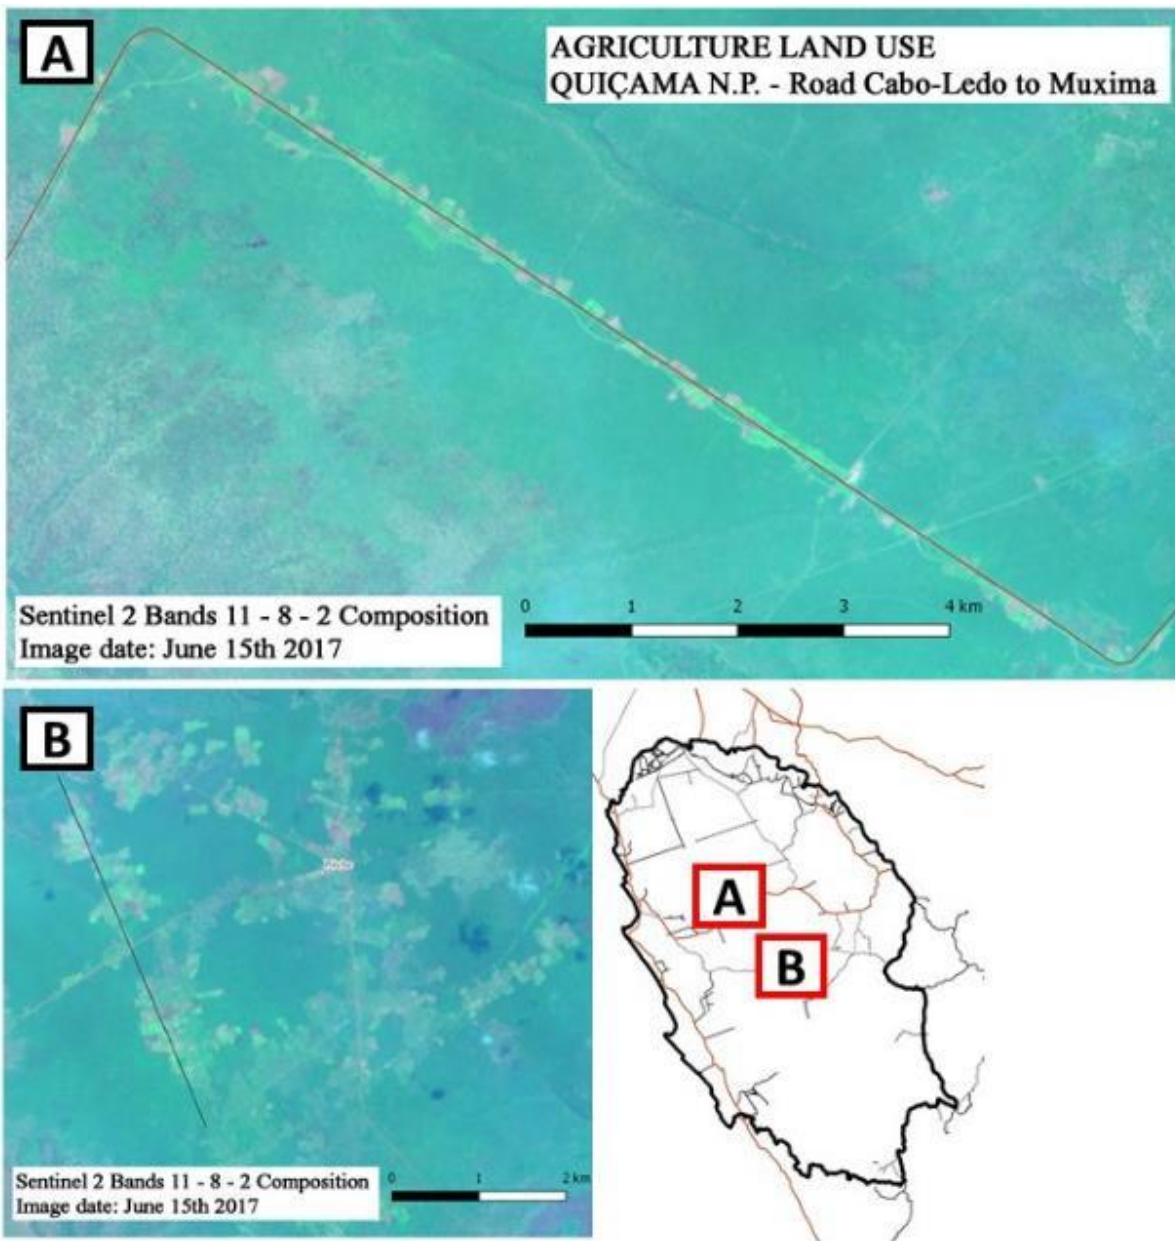 A
AGRICULTURE LAND USE
QUIÇAMA N.P. - Road Cabo-Ledo to Muxima
Sentinel 2 Bands 11 - 8 - 2 Composition
Image date: June 15th 2017
0 1 2 3 4 km
B
Sentinel 2 Bands 11 - 8 - 2 Composition
Image date: June 15th 2017
0 1 2 km
A
B